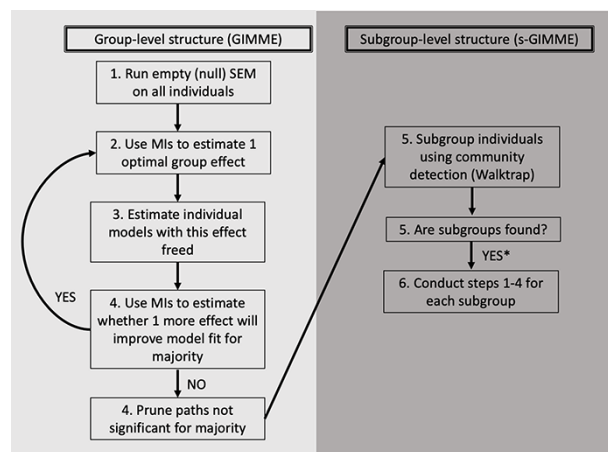 Group-level structure (GIMME)
1. Run empty (null) SEM
on all individuals
2. Use MIs to estimate 1
optimal group effect
3. Estimate individual
models with this effect
freed
YES
4. Use MIs to estimate
whether 1 more effect will
improve model fit for
majority
NO
4. Prune paths not
significant for majority
Subgroup-level structure (s-GIMME)
5. Subgroup individuals
using community
detection (Walktrap)
5. Are subgroups found?
YES*
6. Conduct steps 1-4 for
each subgroup